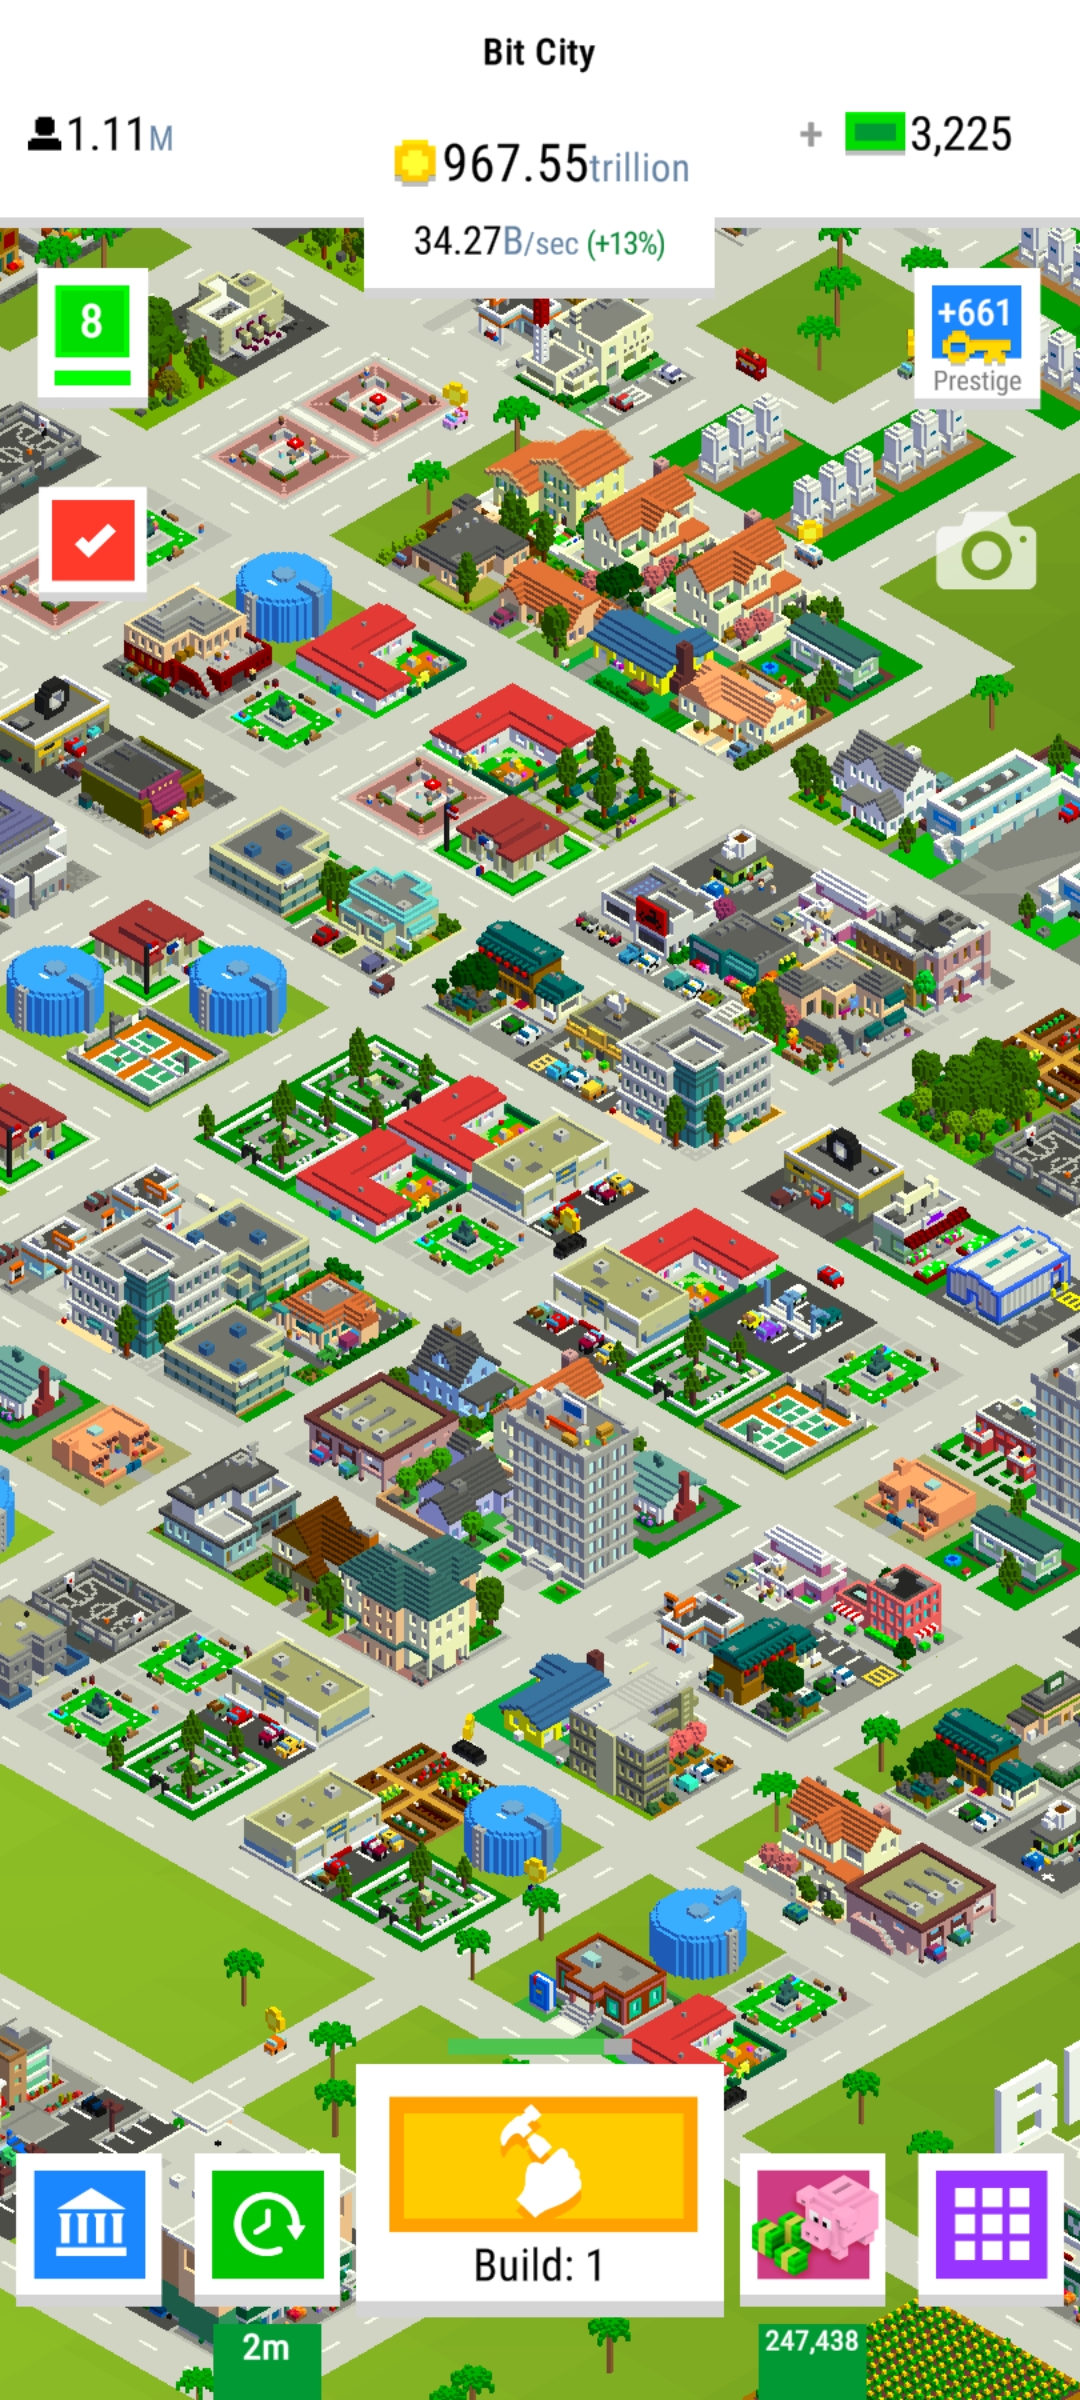 Bit City
1.11M
967.55trillion
+ 3,225
34.27B/sec (+13%)
8
+661
Prestige
Build: 1
2m
247,438